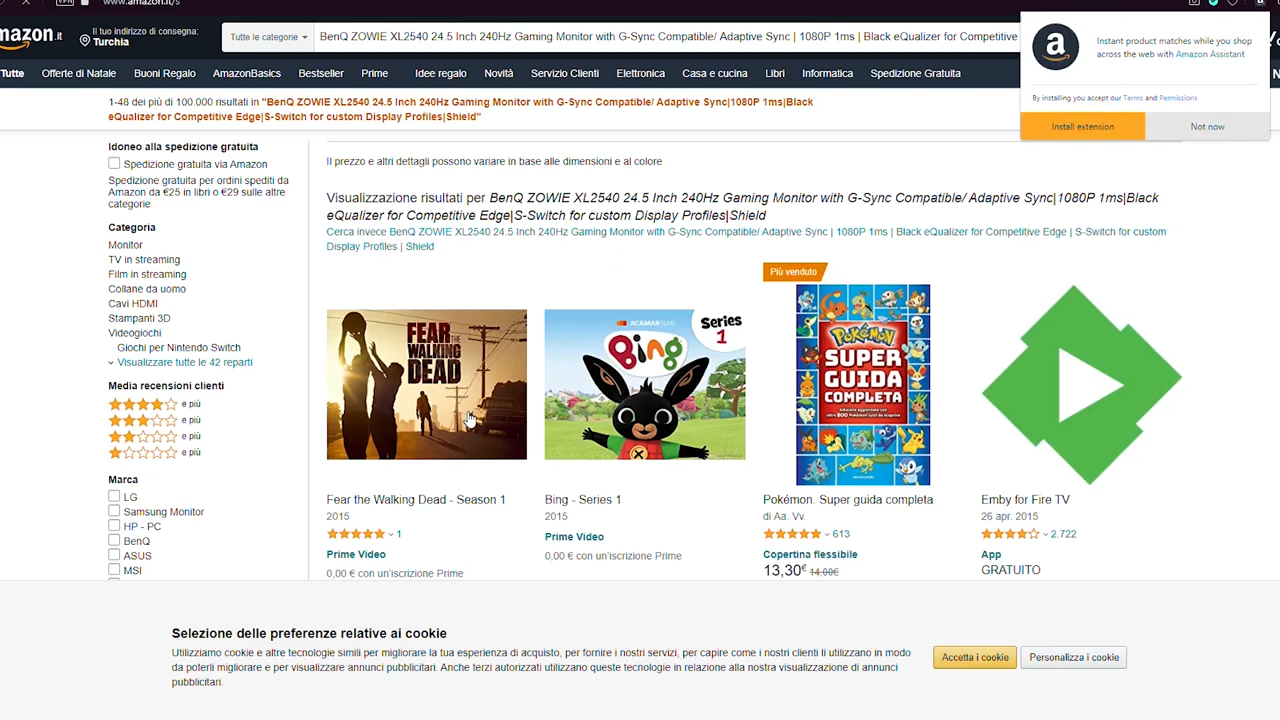 VPN www.amazon.it/s
mazon.it
Il tuo indirizzo di consegna:
Turchia
Tutte le categorie
BenQ ZOWIE XL2540 24.5 Inch 240Hz Gaming Monitor with G-Sync Compatible/ Adaptive Sync | 1080P 1ms | Black eQualizer for Competitive
Tutte Offerte di Natale Buoni Regalo AmazonBasics Bestseller Prime Idee regalo Novità Servizio Clienti Elettronica Casa e cucina Libri Informatica Spedizione Gratuita
a
Instant product matches while you shop
across the web with Amazon Assistant
By installing you accept our Terms and Permissions
Install extension Not now
1-48 dei più di 100.000 risultati in "BenQ ZOWIE XL2540 24.5 Inch 240Hz Gaming Monitor with G-Sync Compatible/ Adaptive Sync|1080P 1ms|Black
eQualizer for Competitive Edge|S-Switch for custom Display Profiles|Shield"
Idoneo alla spedizione gratuita
Spedizione gratuita via Amazon
Spedizione gratuita per ordini spediti da
Amazon da €25 in libri o €29 sulle altre
categorie
Categoria
Monitor
TV in streaming
Film in streaming
Collane da uomo
Cavi HDMI
Stampanti 3D
Videogiochi
Giochi per Nintendo Switch
Visualizzare tutte le 42 reparti
Media recensioni clienti
e più
e più
e più
e più
Marca
LG
Samsung Monitor
HP - PC
BenQ
ASUS
MSI
Il prezzo e altri dettagli possono variare in base alle dimensioni e al colore
Visualizzazione risultati per BenQ ZOWIE XL2540 24.5 Inch 240Hz Gaming Monitor with G-Sync Compatible/ Adaptive Sync|1080P 1ms|Black
eQualizer for Competitive Edge|S-Switch for custom Display Profiles|Shield
Cerca invece BenQ ZOWIE XL2540 24.5 Inch 240Hz Gaming Monitor with G-Sync Compatible/ Adaptive Sync | 1080P 1ms | Black eQualizer for Competitive Edge | S-Switch for custom
Display Profiles | Shield
FEAR THE
WALKING
DEAD
Fear the Walking Dead - Season 1
2015
1
Prime Video
0,00 € con un'iscrizione Prime
ACAMARFILMS
Series
1
Bing
Bing - Series 1
2015
Prime Video
0,00 € con un'iscrizione Prime
Più venduto
Pokémon
SUPER
GUIDA
COMPLETA
Pokémon. Super guida completa
di Aa. Vv.
613
Copertina flessibile
13,30€ 14,00€
Emby for Fire TV
26 apr. 2015
2.722
App
GRATUITO
Selezione delle preferenze relative ai cookie
Utilizziamo cookie e altre tecnologie simili per migliorare la tua esperienza di acquisto, per fornire i nostri servizi, per capire come i nostri clienti li utilizzano in modo
da poterli migliorare e per visualizzare annunci pubblicitari. Anche terzi autorizzati utilizzano queste tecnologie in relazione alla nostra visualizzazione di annunci
pubblicitari.
Accetta i cookie Personalizza i cookie